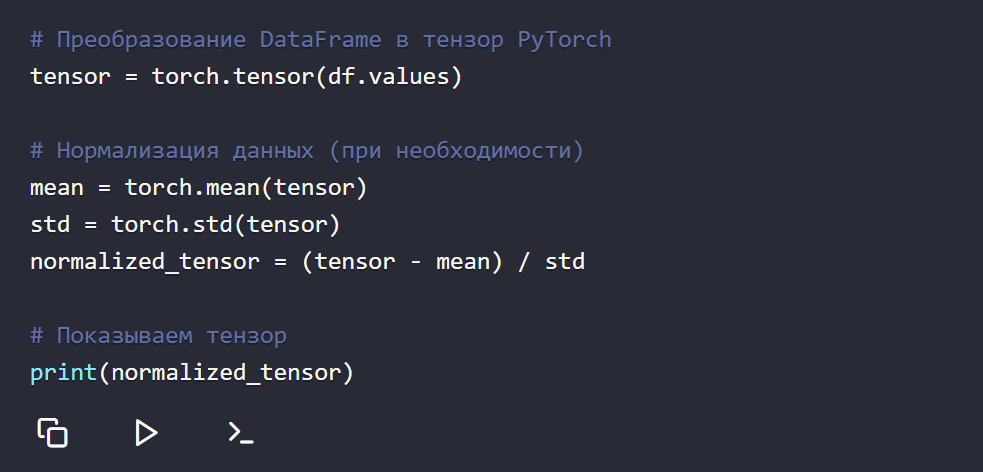 # Преобразование DataFrame в тензор PyTorch
tensor = torch.tensor(df.values)
# Нормализация данных (при необходимости)
mean = torch.mean(tensor)
std = torch.std(tensor)
normalized_tensor = (tensor - mean) / std
# Показываем тензор
print(normalized_tensor)